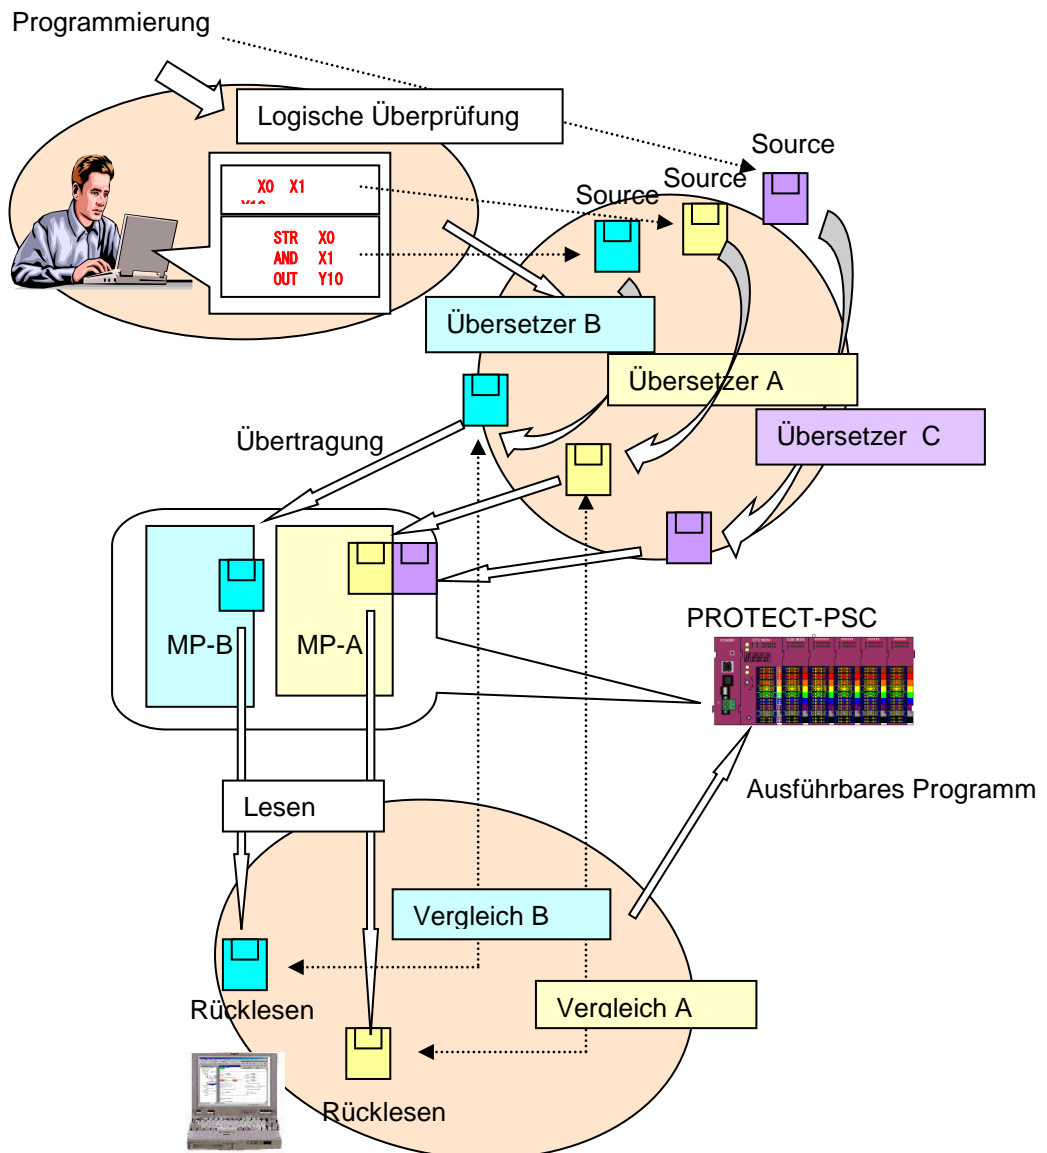 Programmierung
Logische Überprüfung
Source
Source
Source
X0 X1
STR X0
AND X1
OUT Y10
Übersetzer B
Übersetzer A
Übersetzer C
Übertragung
MP-B
MP-A
PROTECT-PSC
Ausführbares Programm
Lesen
Vergleich B
Vergleich A
Rücklesen
Rücklesen